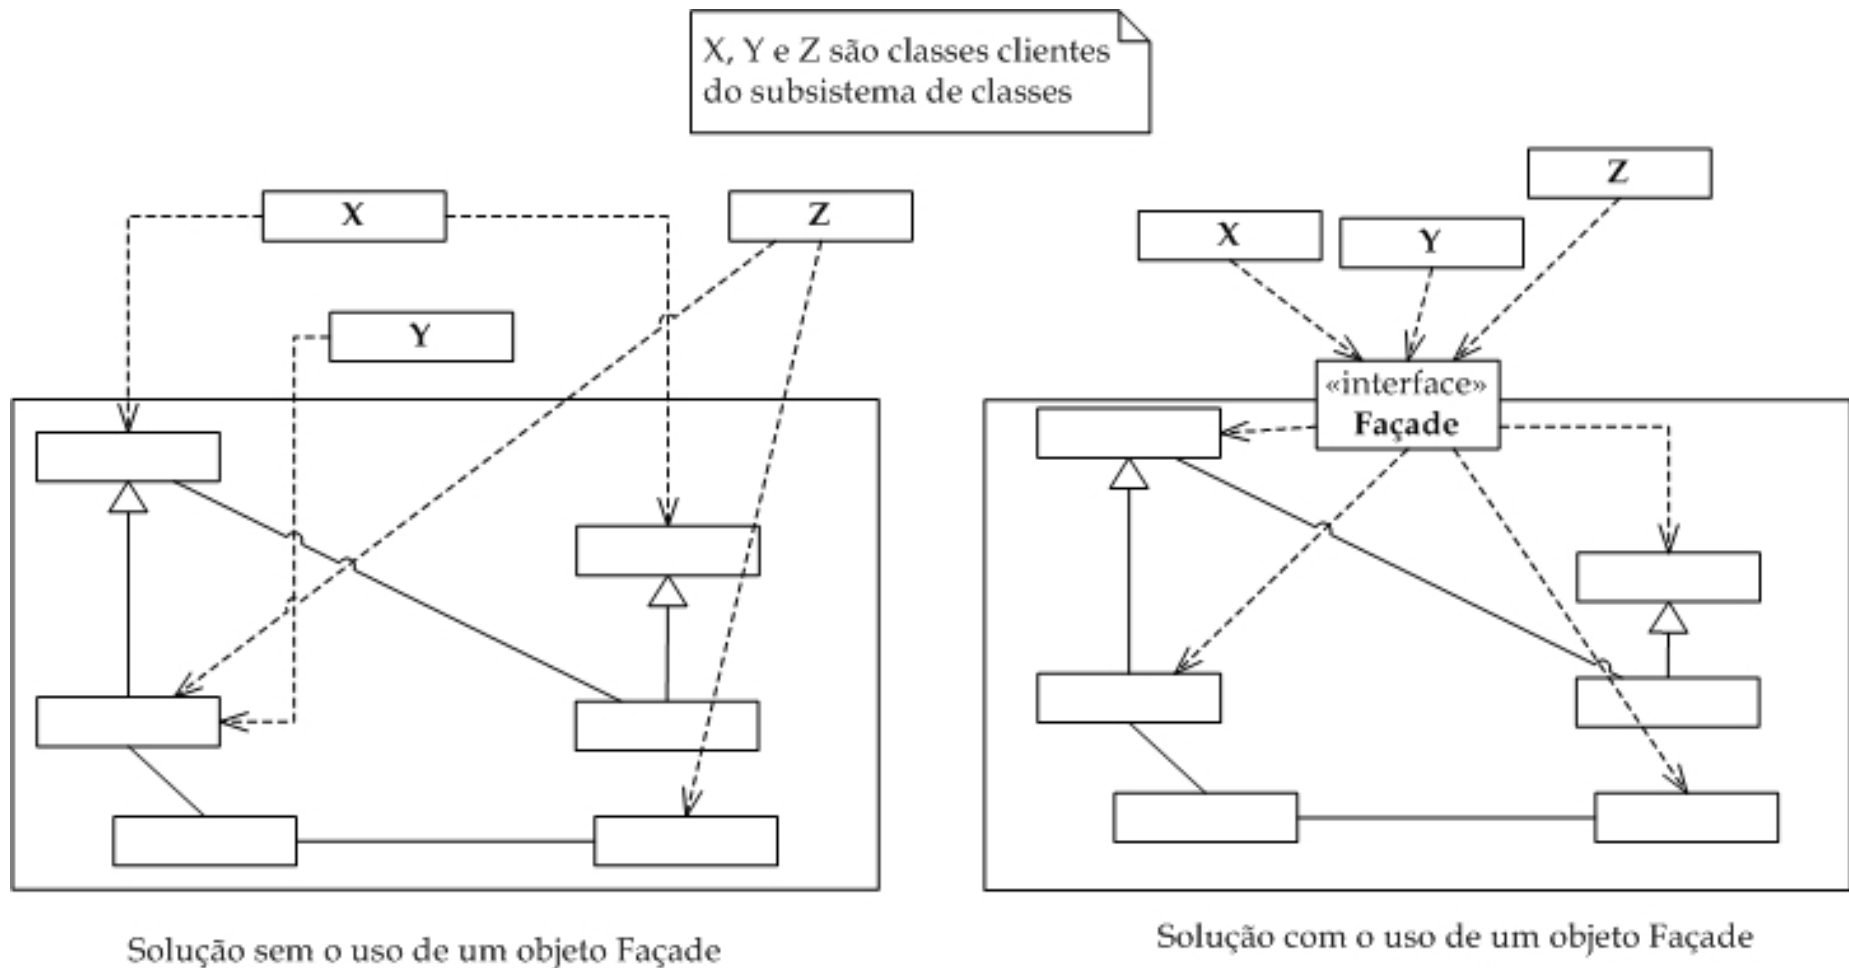 X, Y e Z são classes clientes
do subsistema de classes
X
Z
Y
Solução sem o uso de um objeto Façade
Z
X
Y
«interface»
Façade
Solução com o uso de um objeto Façade